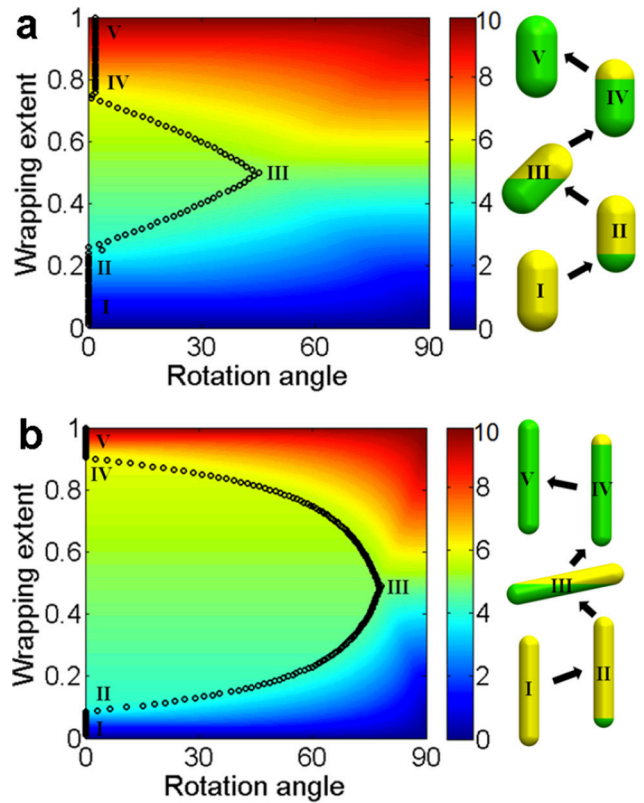 a
Wrapping extent
1
0.8
0.6
0.4
0.2
0
V
IV
III
II
I
0 30 60 90
Rotation angle
10
8
6
4
2
0
V
IV
III
II
I
b
Wrapping extent
1
0.8
0.6
0.4
0.2
0
V
IV
III
II
I
0 30 60 90
Rotation angle
10
8
6
4
2
0
V
IV
III
I
II